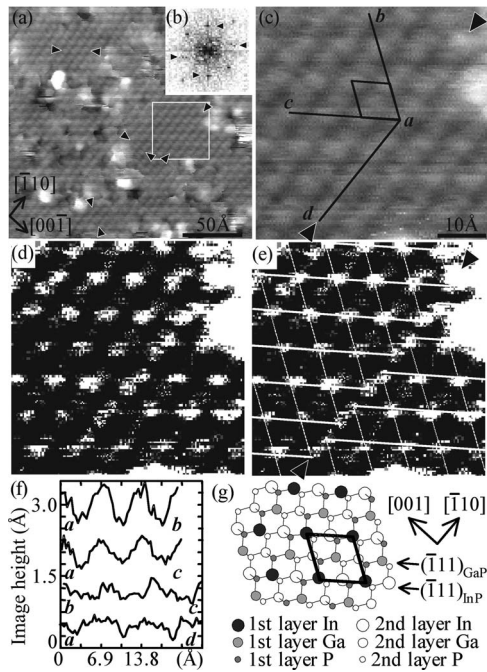 (a)
(b)
(c)
b
c
a
d
[1̄10]
[001̄]
50Å
10Å
(d)
(e)
(f)
(g)
Image height (Å)
3.0
1.5
0
a
b
a
c
b
c
a
d
0 6.9 13.8 (Å)
[001] [1̄10]
(1̄11)GaP
(1̄11)InP
1st layer In 2nd layer In
1st layer Ga 2nd layer Ga
1st layer P 2nd layer P